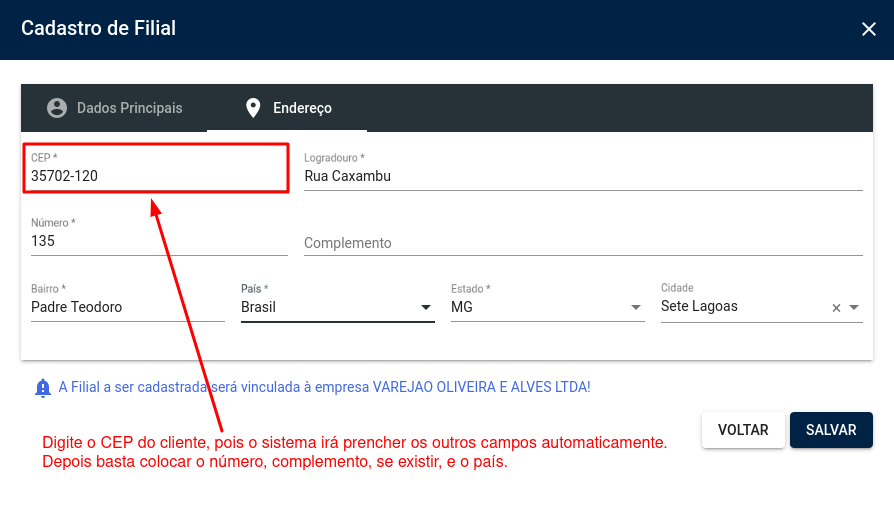 Cadastro de Filial
Dados Principais
Endereço
CEP *
35702-120
Logradouro *
Rua Caxambu
Número *
135
Complemento
Bairro *
Padre Teodoro
País *
Brasil
Estado *
MG
Cidade
Sete Lagoas
A Filial a ser cadastrada será vinculada à empresa VAREJAO OLIVEIRA E ALVES LTDA!
VOLTAR
SALVAR
Digite o CEP do cliente, pois o sistema irá prencher os outros campos automaticamente.
Depois basta colocar o número, complemento, se existir, e o país.